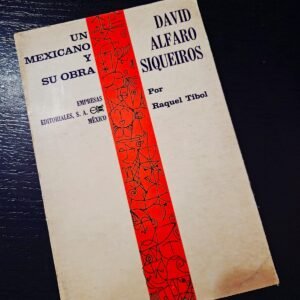 UN
MEXICANO
Y
SU OBRA
EMPRESAS
EDITORIALES, S. A.
MÉXICO
DAVID
ALFARO
SIQUEIROS
Por
Raquel Tibol